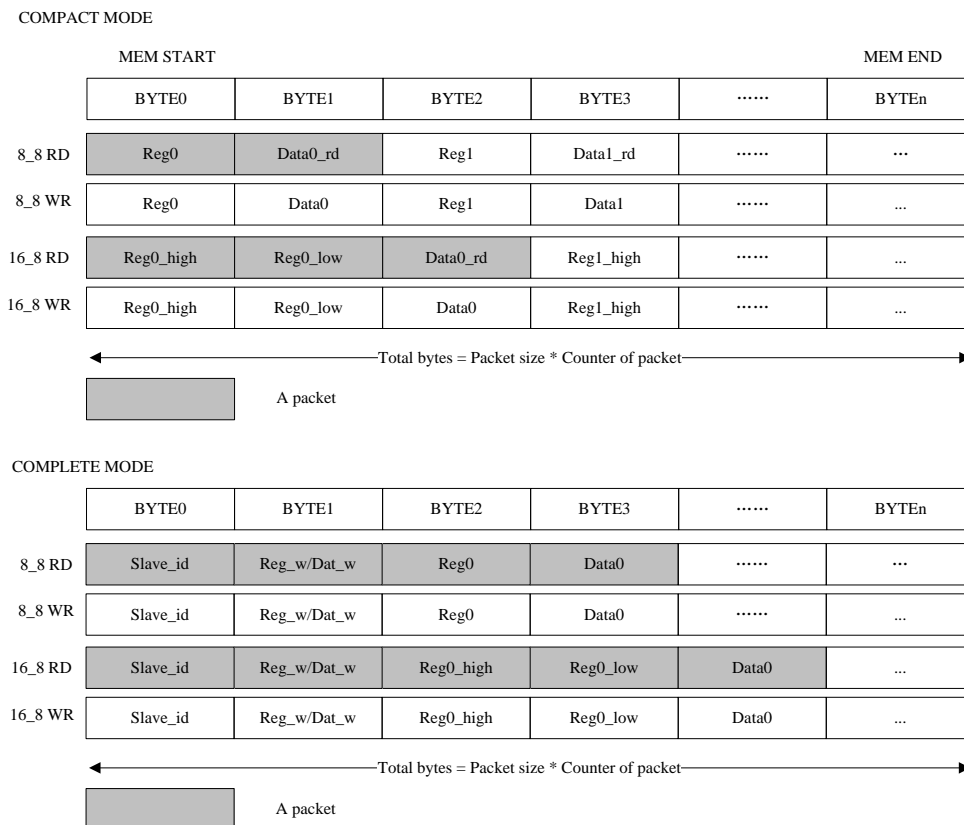 COMPACT MODE
MEM START MEM END
BYTE0 BYTE1 BYTE2 BYTE3 ...... BYTEn
8_8 RD Reg0 Data0_rd Reg1 Data1_rd ...... ...
8_8 WR Reg0 Data0 Reg1 Data1 ...... ...
16_8 RD Reg0_high Reg0_low Data0_rd Reg1_high ...... ...
16_8 WR Reg0_high Reg0_low Data0 Reg1_high ...... ...
Total bytes = Packet size * Counter of packet
A packet
COMPLETE MODE
BYTE0 BYTE1 BYTE2 BYTE3 ...... BYTEn
8_8 RD Slave_id Reg_w/Dat_w Reg0 Data0 ...... ...
8_8 WR Slave_id Reg_w/Dat_w Reg0 Data0 ...... ...
16_8 RD Slave_id Reg_w/Dat_w Reg0_high Reg0_low Data0 ...
16_8 WR Slave_id Reg_w/Dat_w Reg0_high Reg0_low Data0 ...
Total bytes = Packet size * Counter of packet
A packet